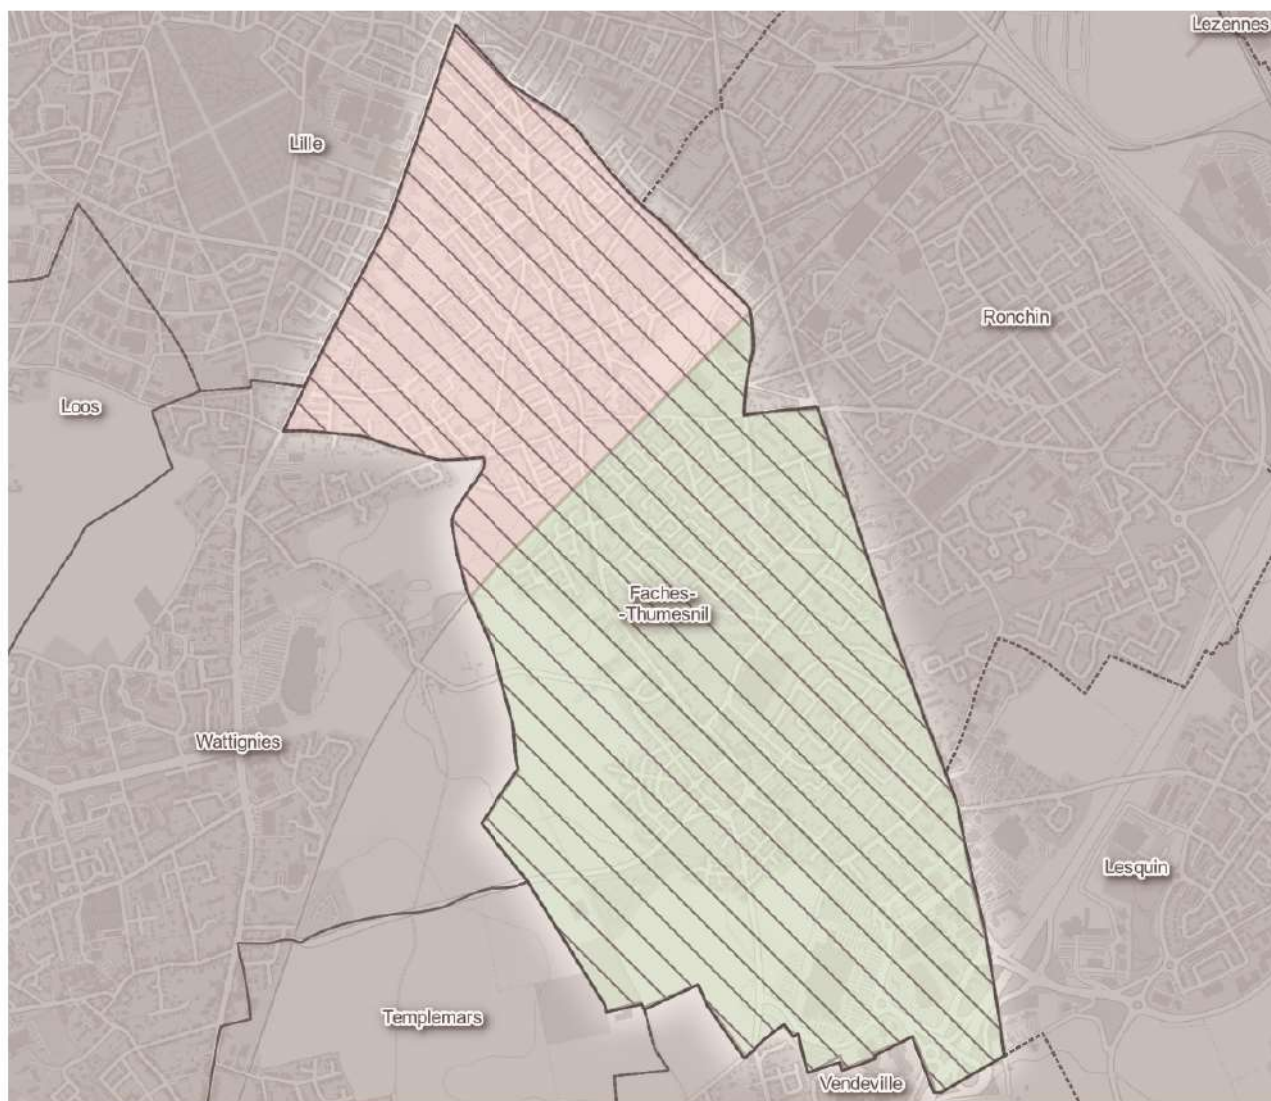 Lezennes
Lille
Ronchin
Loos
Faches-
-Thumesnil
Wattignies
Lesquin
Templemars
Vendeville